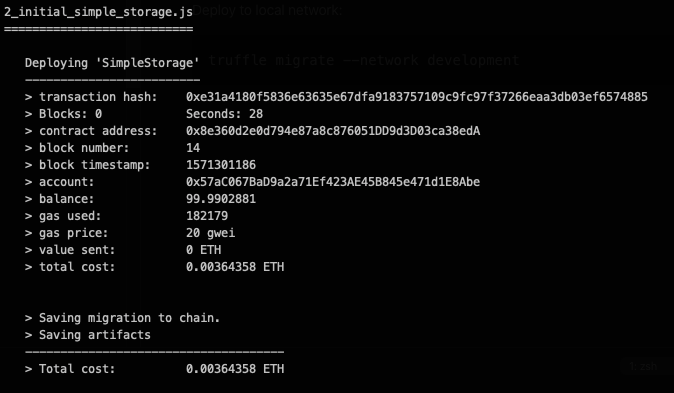 Deploy to local network:
2_initial_simple_storage.js
===========================
truffle migrate --network development
Deploying 'SimpleStorage'
-------------------------
> transaction hash: 0xe31a4180f5836e63635e67dfa9183757109c9fc97f37266eaa3db03ef6574885
> Blocks: 0 Seconds: 28
> contract address: 0x8e360d2e0d794e87a8c876051DD9d3D03ca38edA
> block number: 14
> block timestamp: 1571301186
> account: 0x57aC067BaD9a2a71Ef423AE45B845e471d1E8Abe
> balance: 99.9902881
> gas used: 182179
> gas price: 20 gwei
> value sent: 0 ETH
> total cost: 0.00364358 ETH
> Saving migration to chain.
> Saving artifacts
-------------------------------------
> Total cost: 0.00364358 ETH